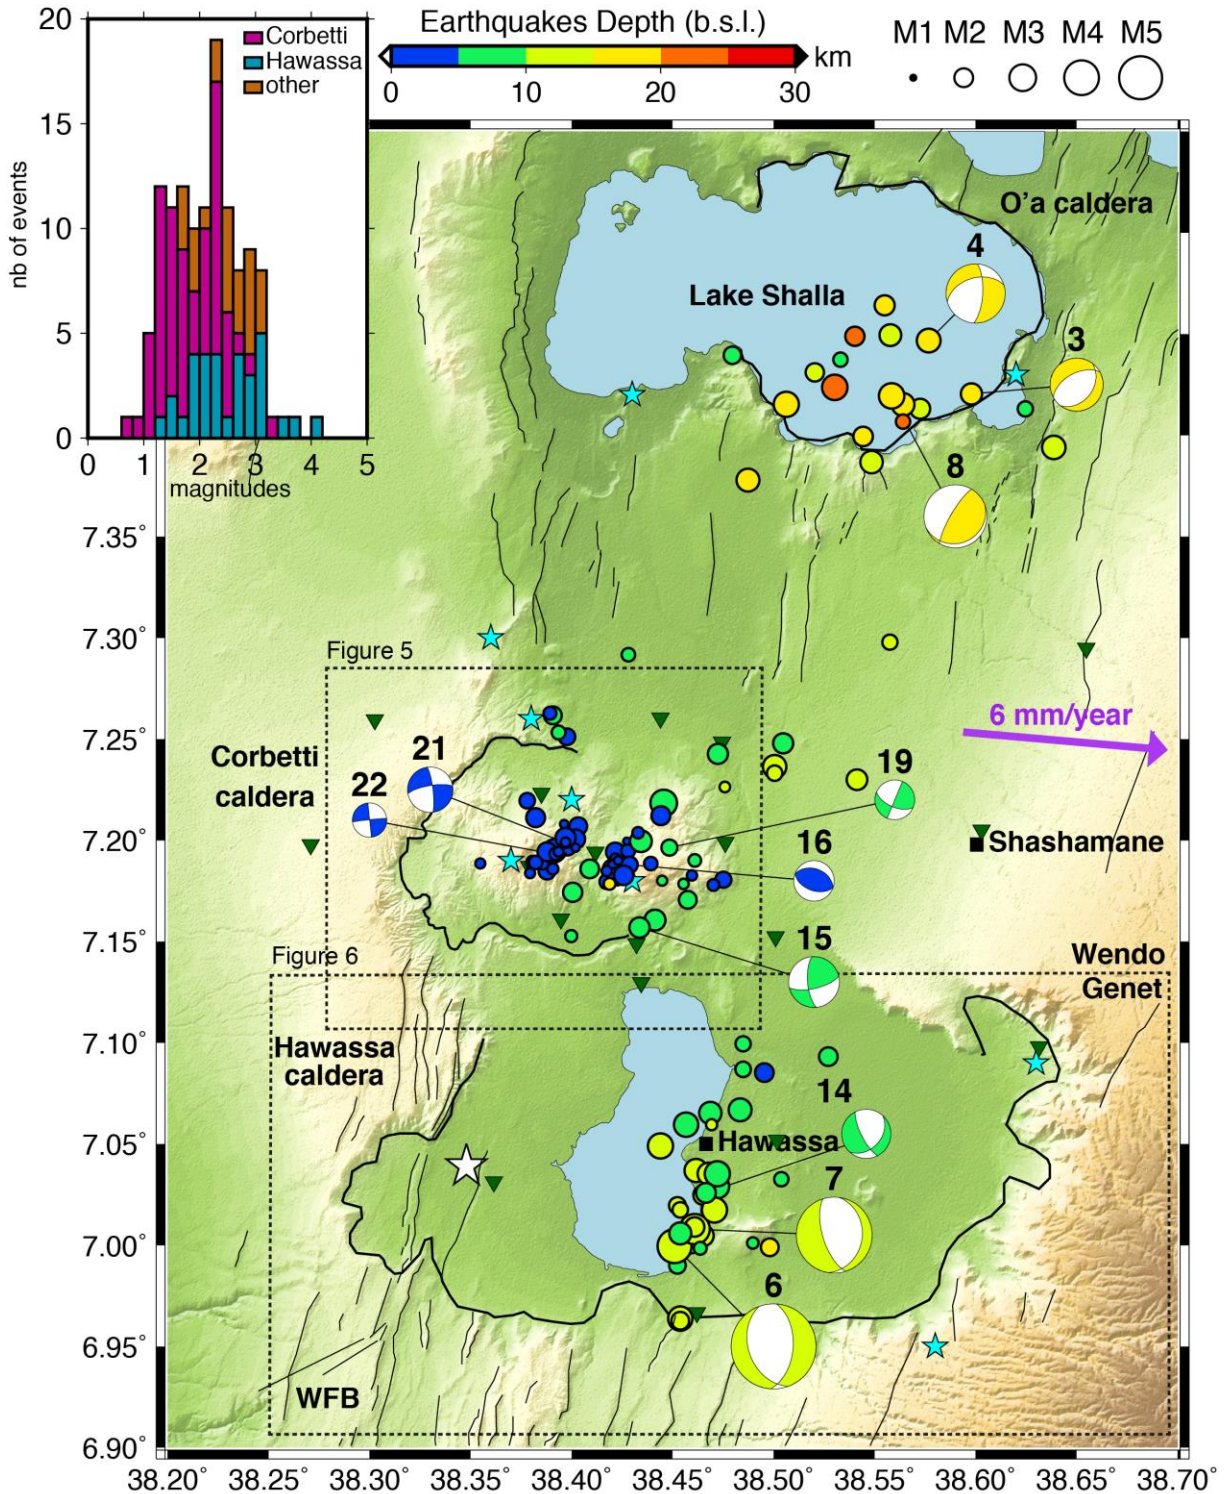 20
15
10
5
0
nb of events
Corbetti
Hawassa
other
0 1 2 3 4 5
magnitudes
Earthquakes Depth (b.s.l.)
km
0 10 20 30
M1 M2 M3 M4 M5
O'a caldera
4
Lake Shalla
3
8
7.35°
7.30°
Figure 5
6 mm/year
7.25°
Corbetti
caldera
21
22
19
7.20°
Shashamane
16
7.15°
15
Figure 6
Wendo
Genet
7.10°
Hawassa
caldera
14
7.05°
Hawassa
7
7.00°
6
6.95°
WFB
6.90°
38.20° 38.30° 38.35° 38.40° 38.45° 38.50° 38.55° 38.60° 38.65° 38.70°